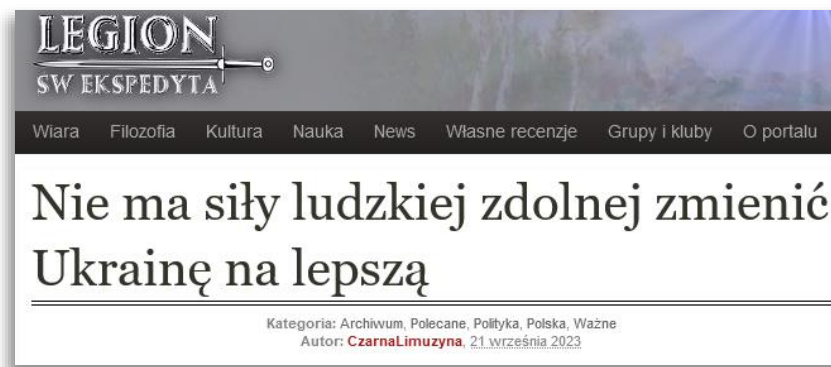 LEGION
SW EKSPEDYTA
Wiara Filozofia Kultura Nauka News Własne recenzje Grupy i kluby O portalu
Nie ma siły ludzkiej zdolnej zmienić
Ukrainę na lepszą
Kategoria: Archiwum, Polecane, Polityka, Polska, Ważne
Autor: CzarnaLimuzyna, 21 września 2023